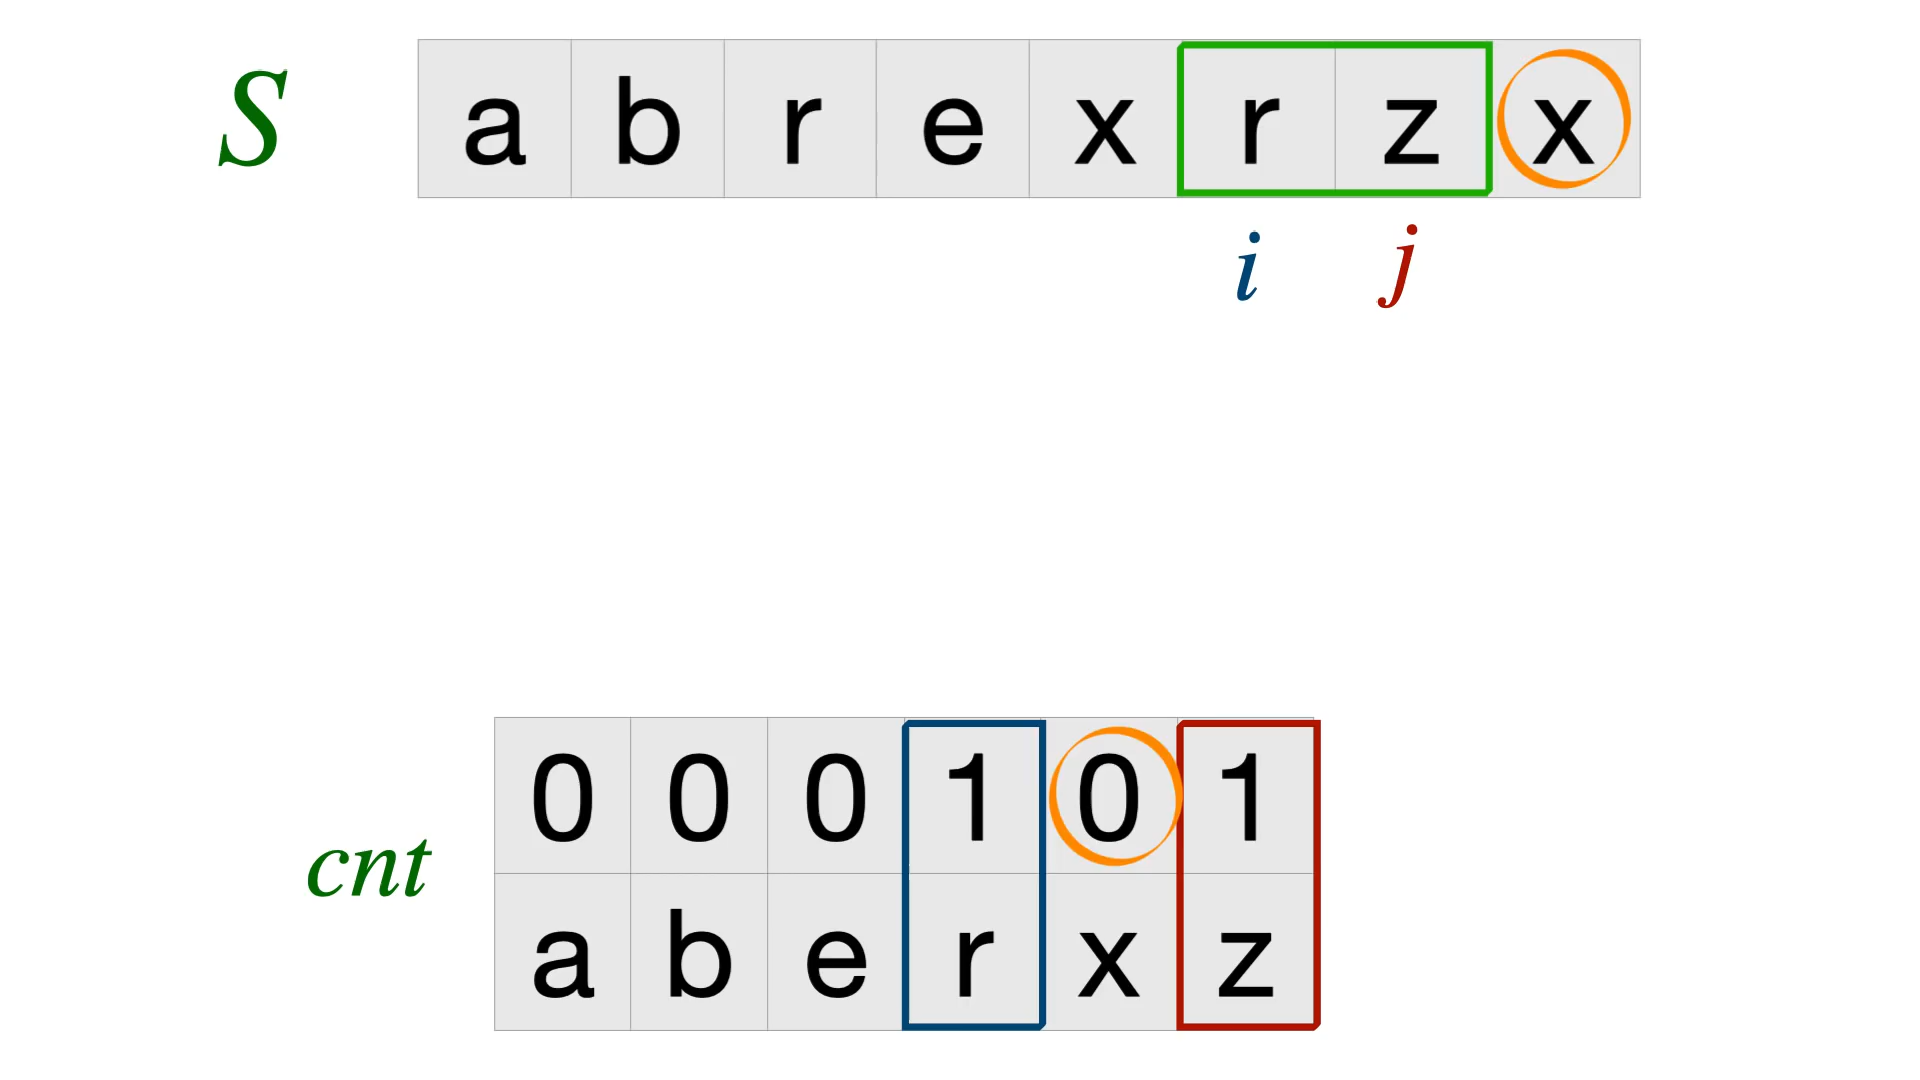 S a b r e x r z x
i j
0 0 0 1 0 1
cnt
a b e r x z